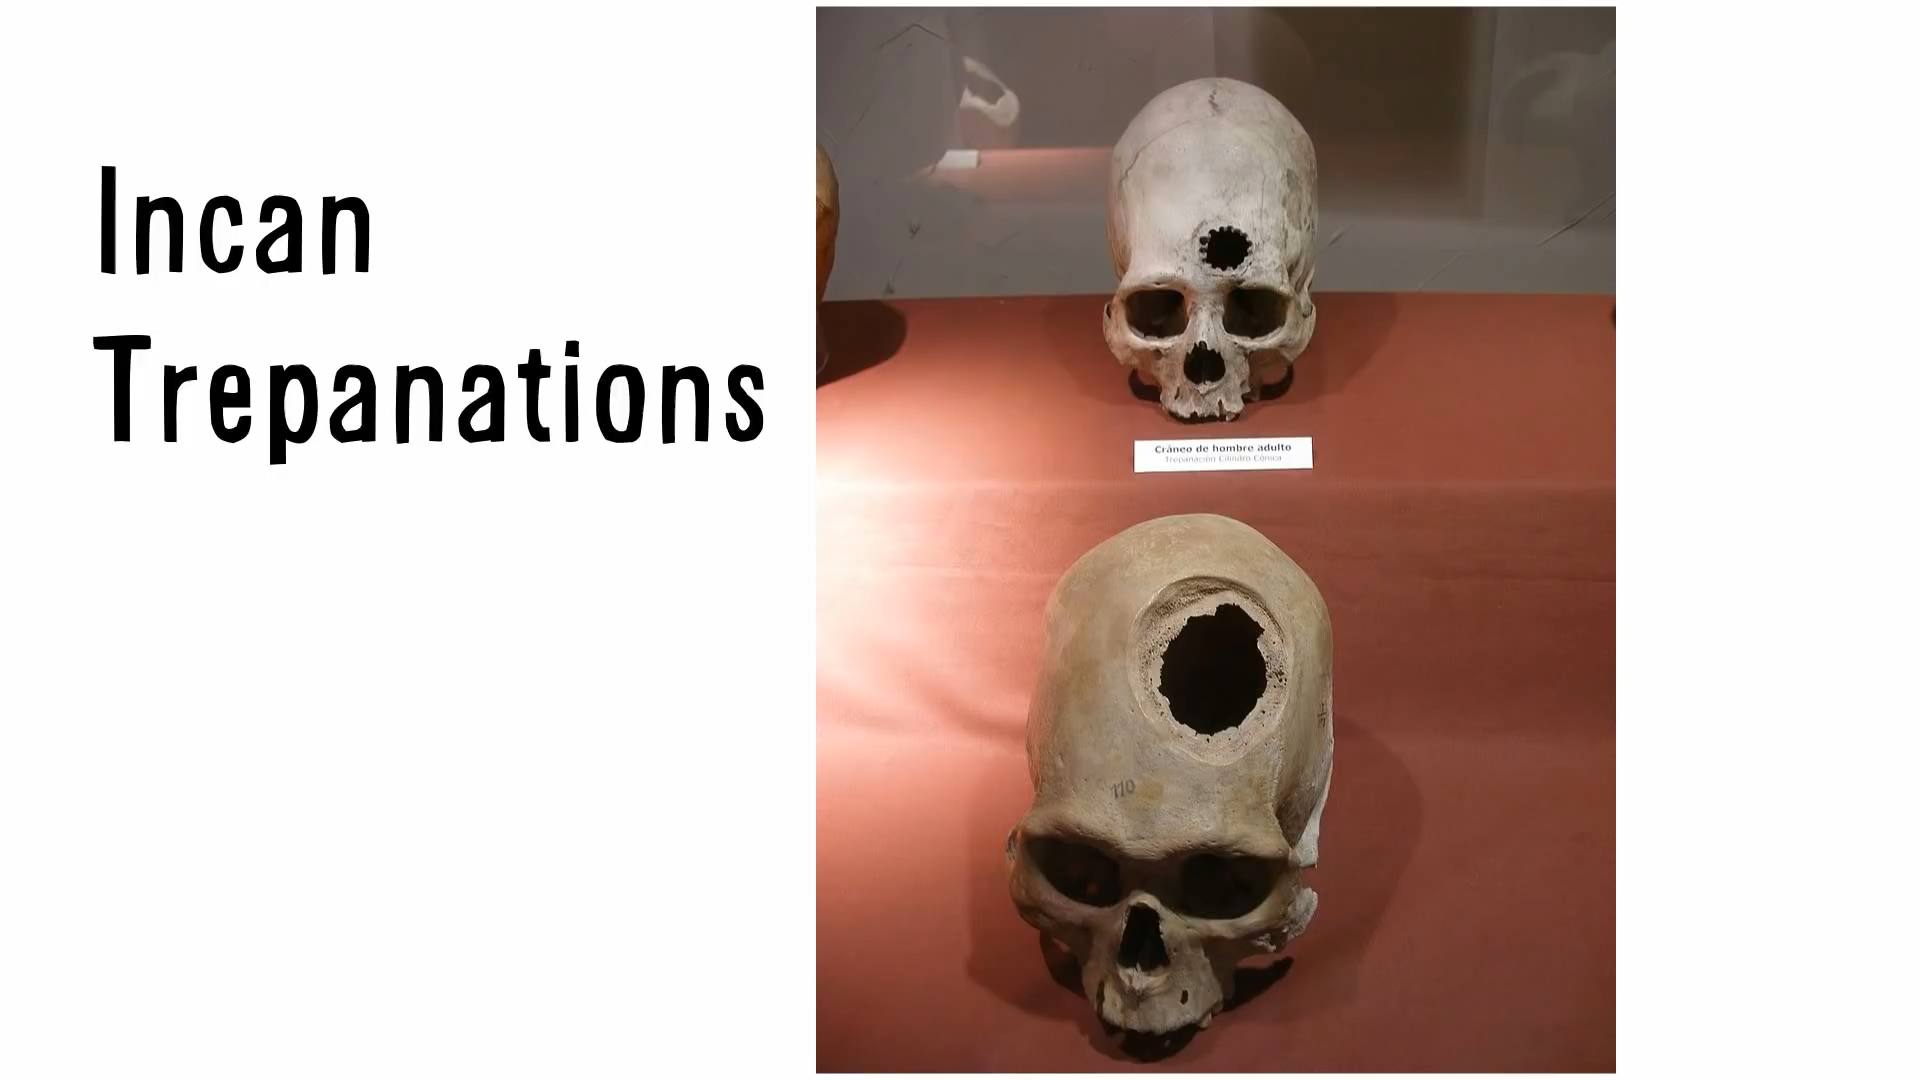 Incan
Trepanations
Cráneo de hombre adulto
Trepanación Cilindro Cónica
110